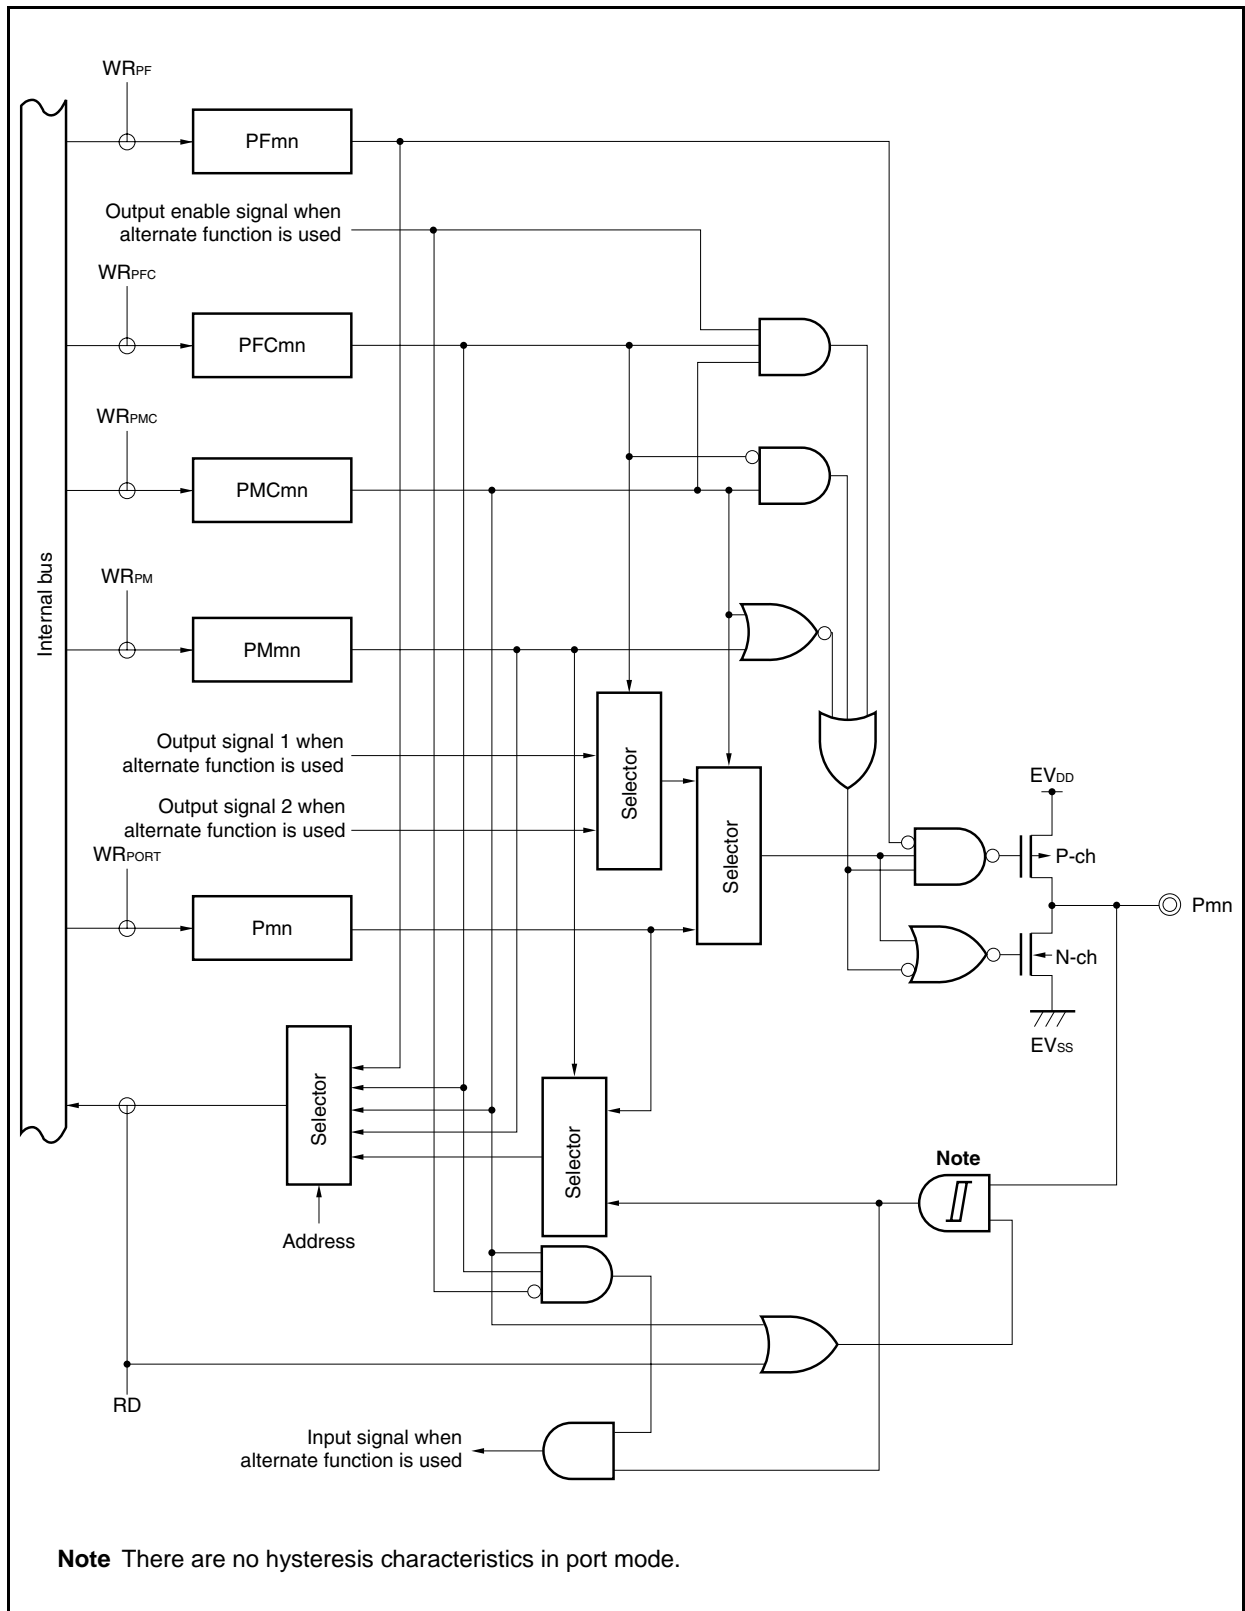 WRPF
PFmn
Output enable signal when
alternate function is used
WRPFC
PFCmn
WRPMC
PMCmn
Internal bus
WRPM
PMmn
Output signal 1 when
alternate function is used
Selector
Output signal 2 when
alternate function is used
Selector
EVDD
P-ch
WRPORT
Pmn
Pmn
N-ch
EVSS
Selector
Selector
Note
Address
RD
Input signal when
alternate function is used
Note There are no hysteresis characteristics in port mode.